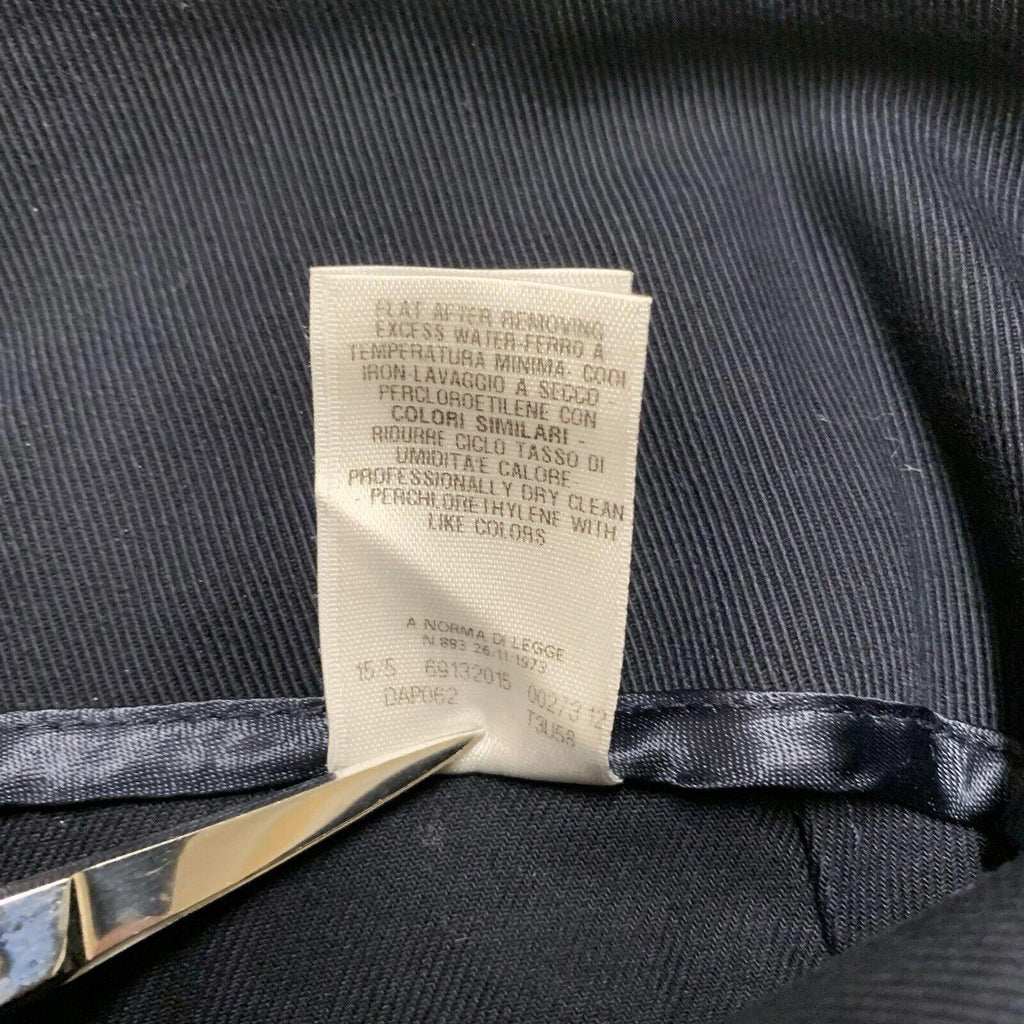 FLAT AFTER REMOVING
EXCESS WATER-FERRO A
TEMPERATURA MINIMA- COOl
IRON-LAVAGGIO A SECCO
PERCLOROETILENE CON
COLORI SIMILARI -
RIDURRE CICLO TASSO DI
UMIDITA'E CALORE
PROFESSIONALLY DRY CLEAN
- PERCHLORETHYLENE WITH
LIKE COLORS
A NORMA DI LEGGE
N 883 26/11/1973
15/5 69132015 00273 12
DAP062 T3U58